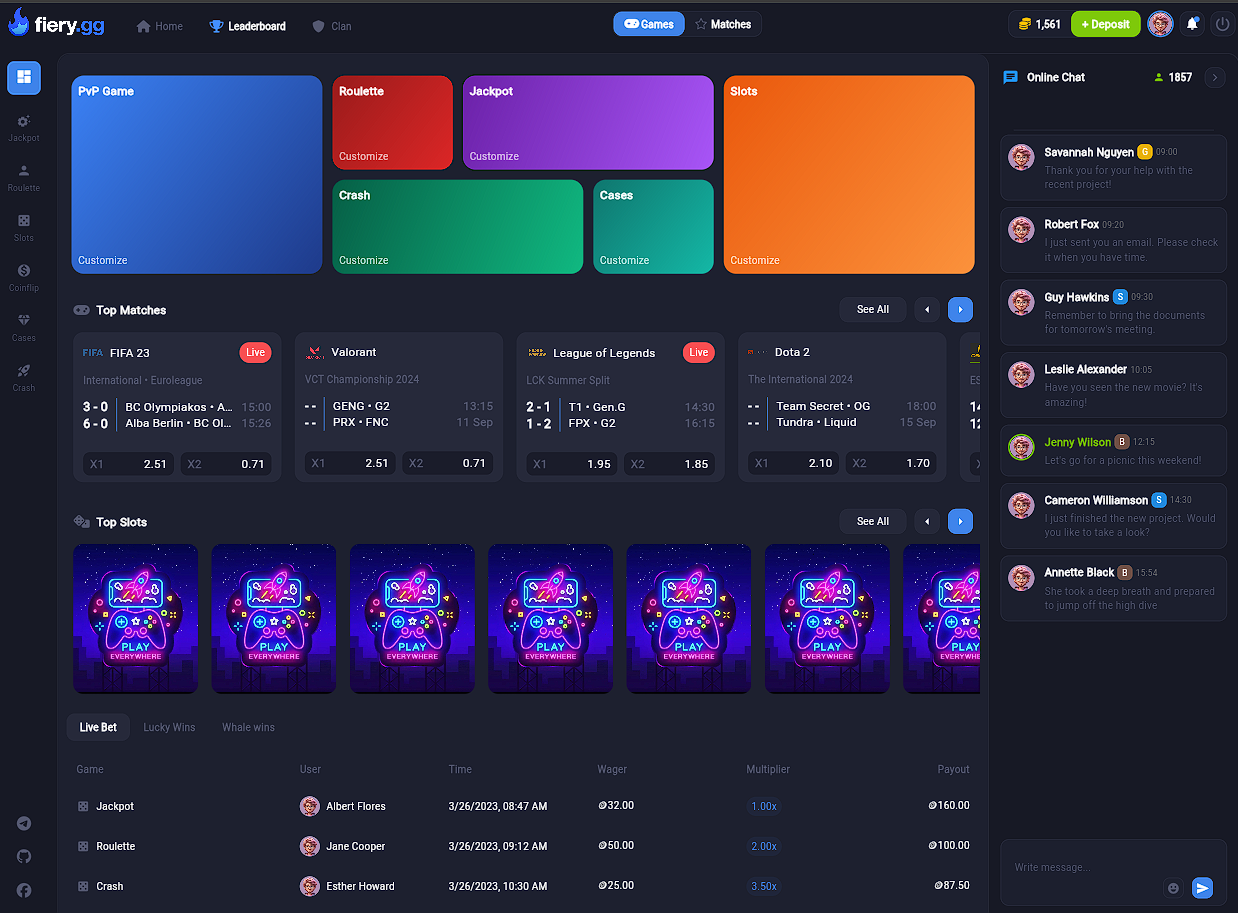 fiery.gg
Home
Leaderboard
Clan
Games
Matches
1,561
+ Deposit
Jackpot
Roulette
Slots
Coinflip
Cases
Crash
PvP Game
Customize
Roulette
Customize
Jackpot
Customize
Crash
Customize
Cases
Customize
Slots
Customize
Top Matches
See All
FIFA FIFA 23
Live
International • Euroleague
3 - 0 BC Olympiakos • A... 15:00
6 - 0 Alba Berlin • BC Ol... 15:26
X1 2.51 X2 0.71
Valorant
VCT Championship 2024
- - GENG • G2 13:15
- - PRX • FNC 11 Sep
X1 2.51 X2 0.71
League of Legends
Live
LCK Summer Split
2 - 1 T1 • Gen.G 14:30
1 - 2 FPX • G2 16:15
X1 1.95 X2 1.85
Dota 2
The International 2024
- - Team Secret • OG 18:00
- - Tundra • Liquid 15 Sep
X1 2.10 X2 1.70
ES
14
12
X
Top Slots
See All
PLAY
EVERYWHERE
PLAY
EVERYWHERE
PLAY
EVERYWHERE
PLAY
EVERYWHERE
PLAY
EVERYWHERE
PLAY
EVERYWHERE
PLAY
EVERYWHE
Live Bet
Lucky Wins
Whale wins
Game User Time Wager Multiplier Payout
Jackpot Albert Flores 3/26/2023, 08:47 AM 32.00 1.00x 160.00
Roulette Jane Cooper 3/26/2023, 09:12 AM 50.00 2.00x 100.00
Crash Esther Howard 3/26/2023, 10:30 AM 25.00 3.50x 87.50
Online Chat
1857
Savannah Nguyen G 09:00
Thank you for your help with the
recent project!
Robert Fox 09:20
I just sent you an email. Please check
it when you have time.
Guy Hawkins S 09:30
Remember to bring the documents
for tomorrow's meeting.
Leslie Alexander 10:05
Have you seen the new movie? It's
amazing!
Jenny Wilson B 12:15
Let's go for a picnic this weekend!
Cameron Williamson S 14:30
I just finished the new project. Would
you like to take a look?
Annette Black B 15:54
She took a deep breath and prepared
to jump off the high dive
Write message...